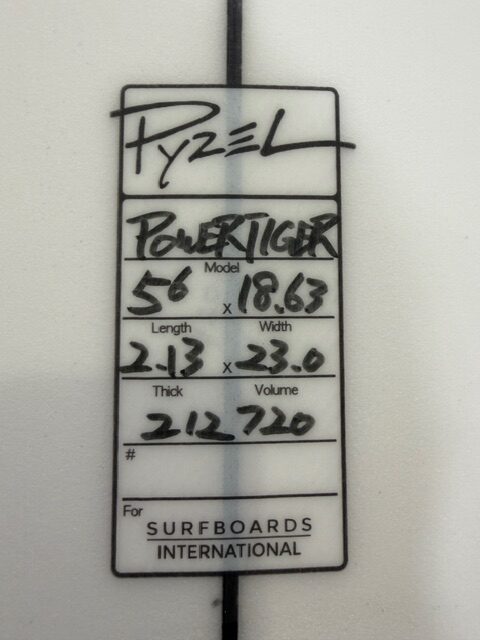 PYZEL
POWERTIGER
Model
5⁶ x 18.63
Length Width
2.13 x 23.0
Thick Volume
212720
#
For
SURFBOARDS
INTERNATIONAL